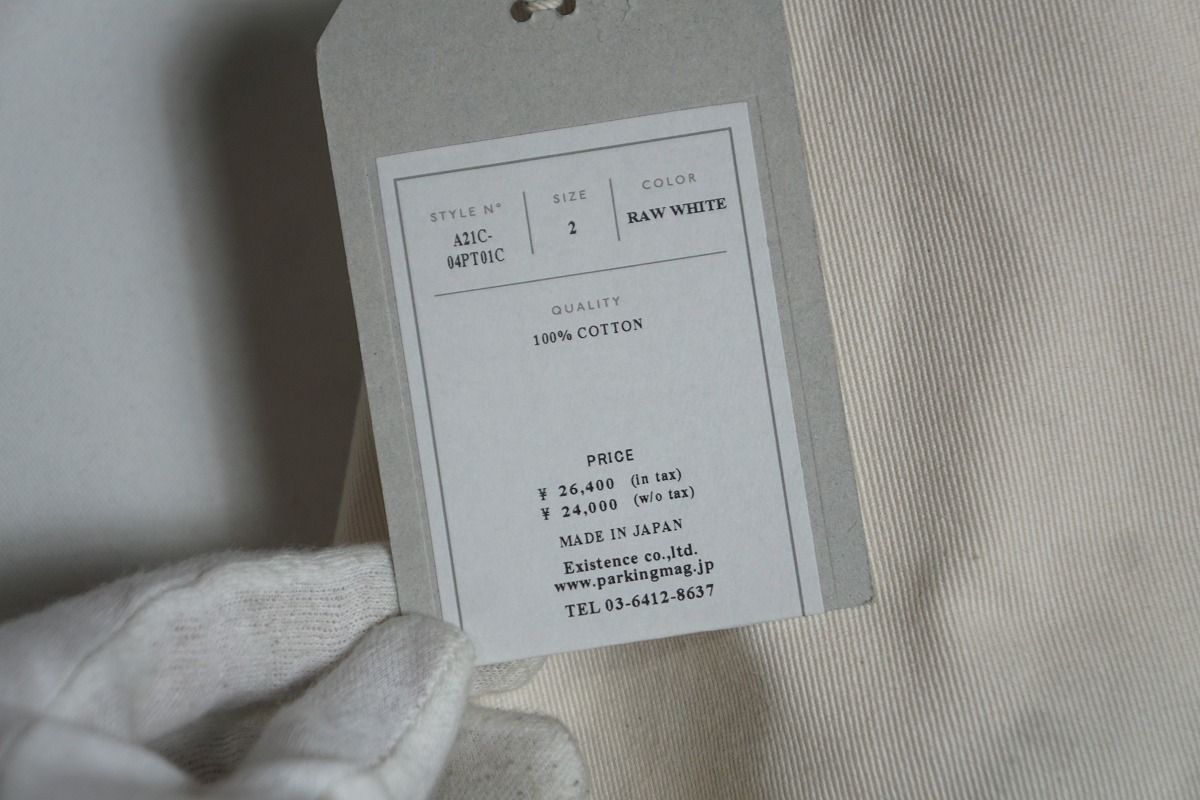 STYLE Nº
A21C-
04PT01C
SIZE
2
COLOR
RAW WHITE
QUALITY
100% COTTON
PRICE
¥ 26,400 (in tax)
¥ 24,000 (w/o tax)
MADE IN JAPAN
Existence co.,ltd.
www.parkingmag.jp
TEL 03-6412-8637